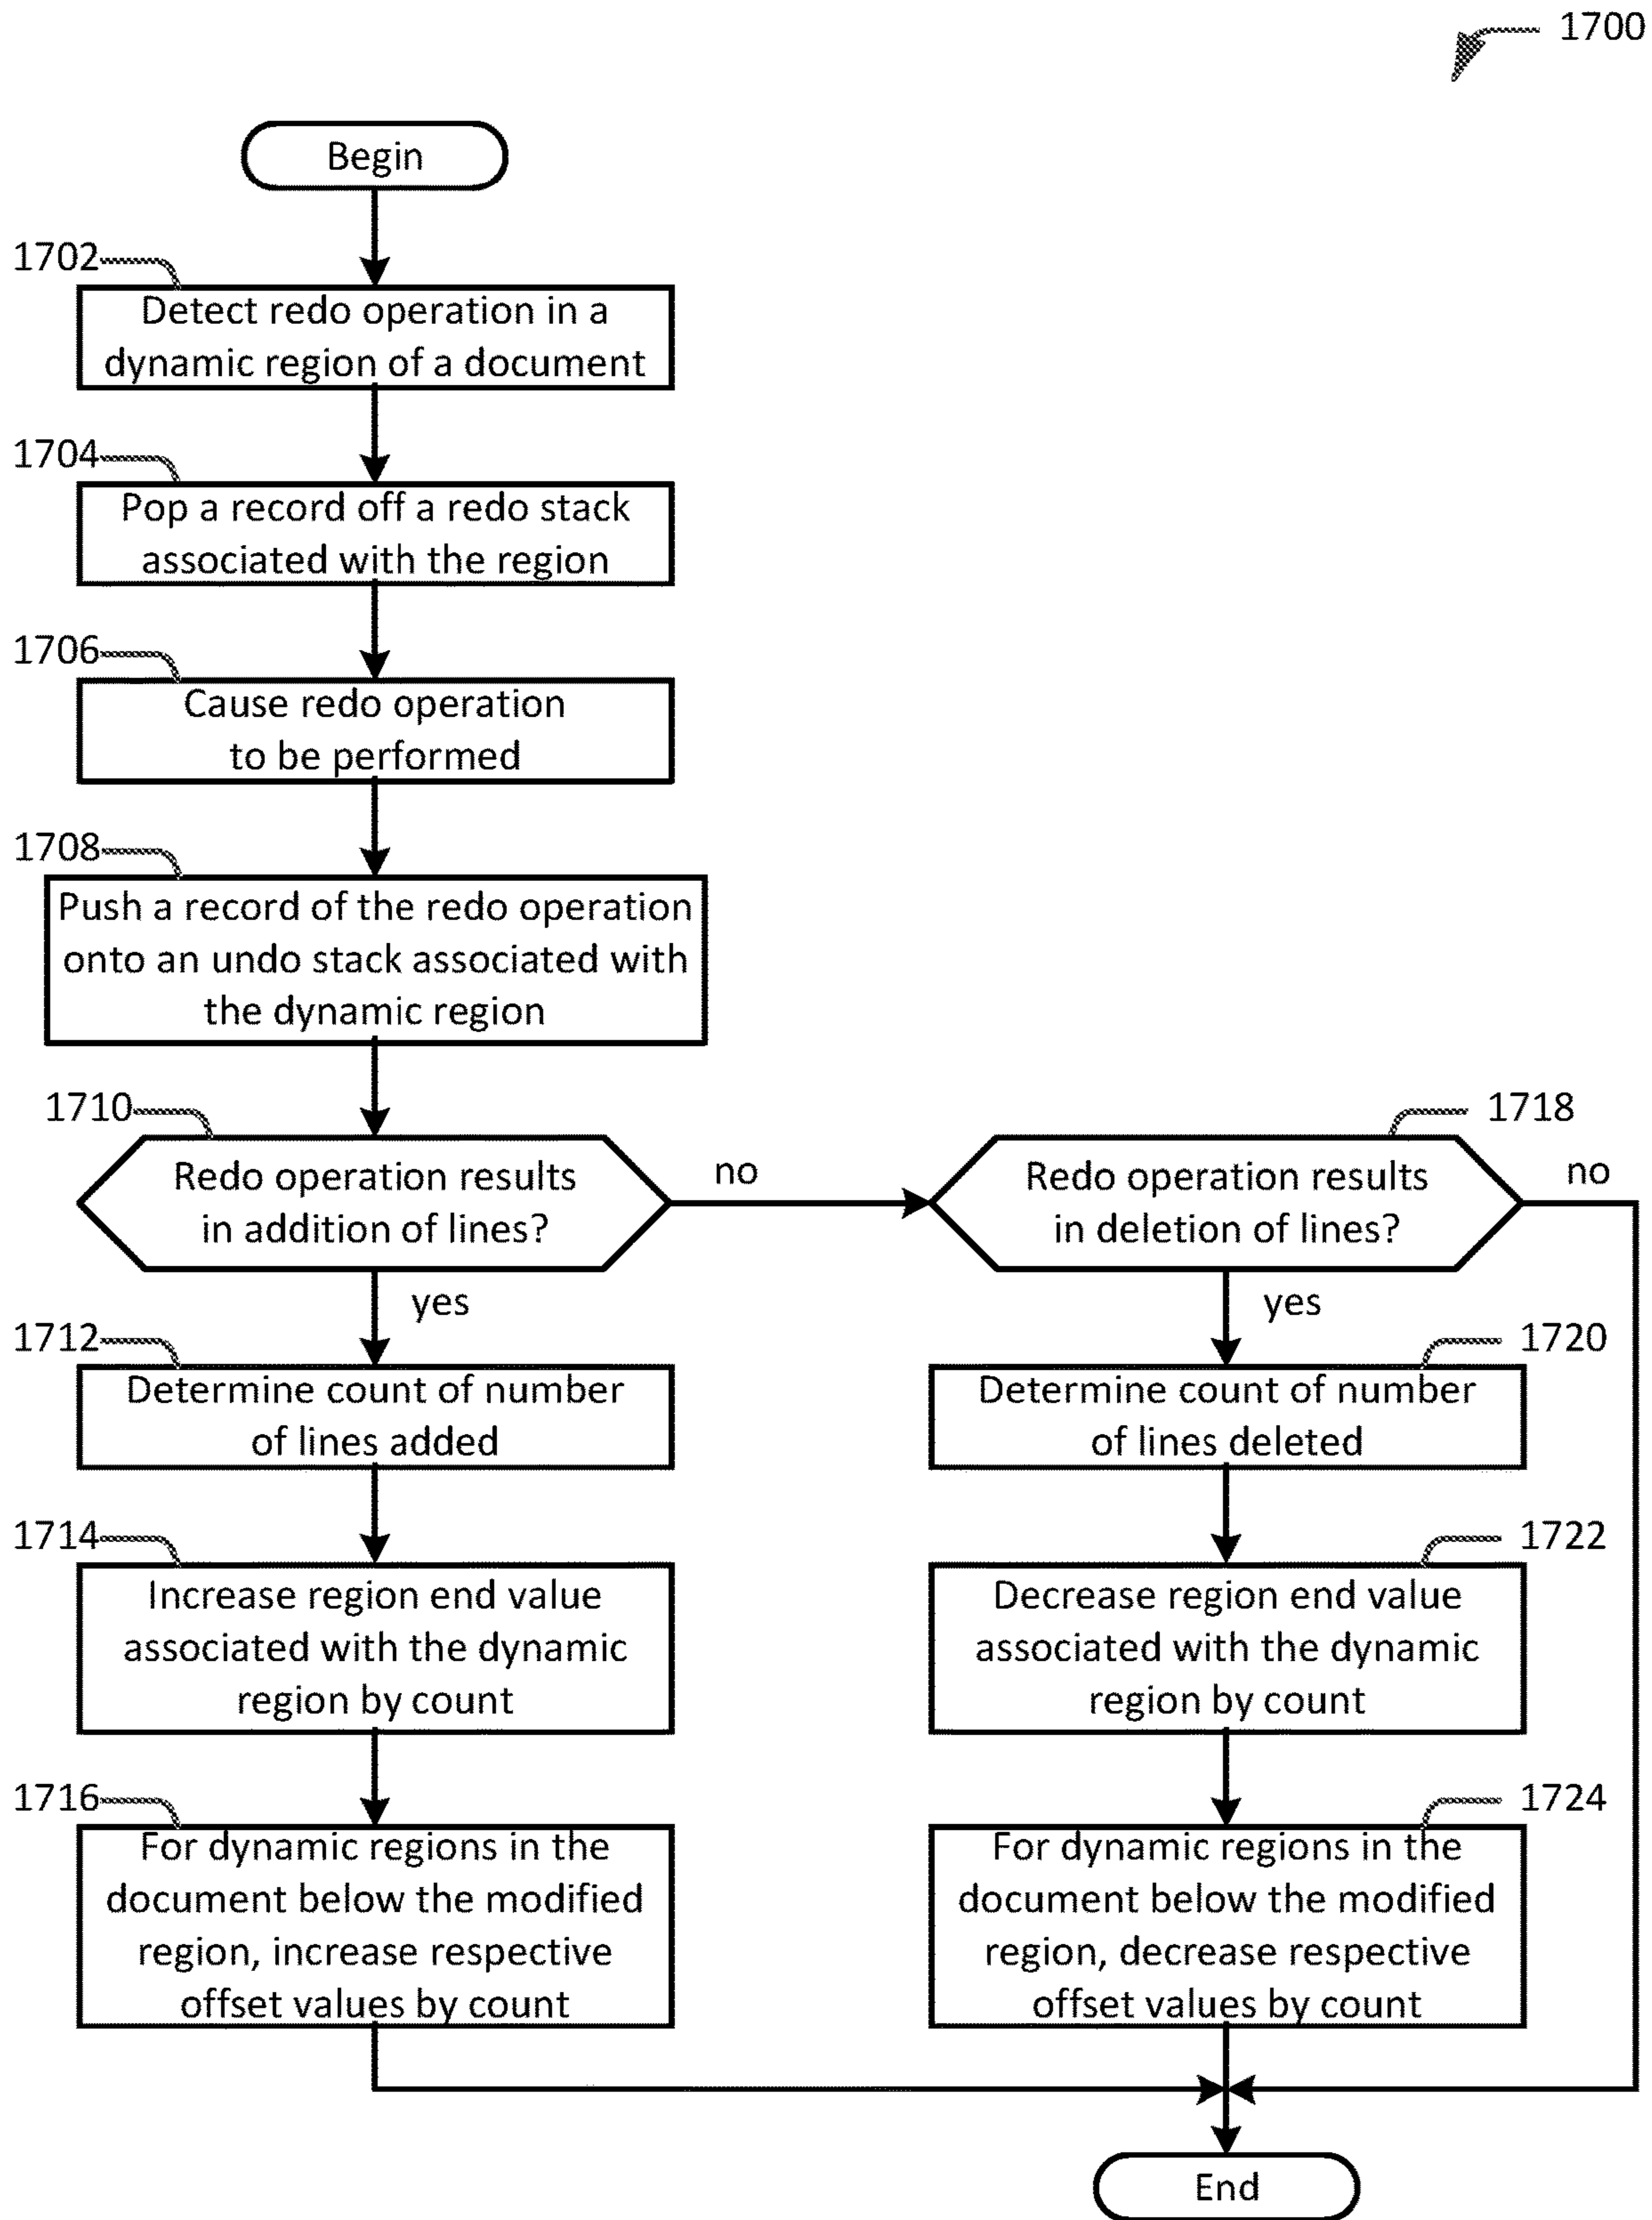 1700
Begin
1702
Detect redo operation in a
dynamic region of a document
1704
Pop a record off a redo stack
associated with the region
1706
Cause redo operation
to be performed
1708
Push a record of the redo operation
onto an undo stack associated with
the dynamic region
1710
Redo operation results
in addition of lines?
no
yes
1718
Redo operation results
in deletion of lines?
no
yes
1712
Determine count of number
of lines added
1714
Increase region end value
associated with the dynamic
region by count
1716
For dynamic regions in the
document below the modified
region, increase respective
offset values by count
1720
Determine count of number
of lines deleted
1722
Decrease region end value
associated with the dynamic
region by count
1724
For dynamic regions in the
document below the modified
region, decrease respective
offset values by count
End